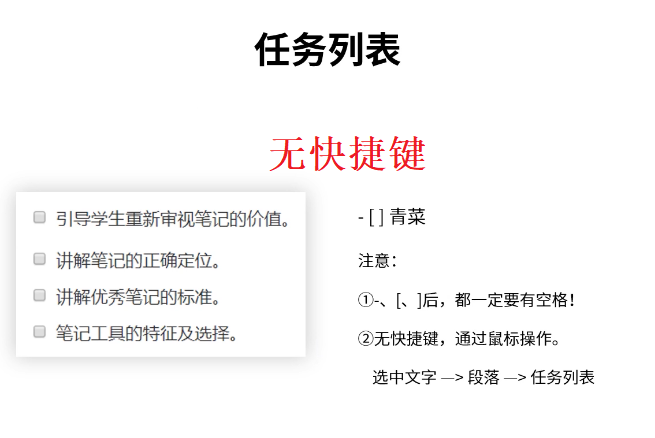 任务列表
无快捷键
引导学生重新审视笔记的价值。
讲解笔记的正确定位。
讲解优秀笔记的标准。
笔记工具的特征及选择。
- [ ] 青菜
注意：
①-、[、]后，都一定要有空格！
②无快捷键，通过鼠标操作。
选中文字 —> 段落 —> 任务列表